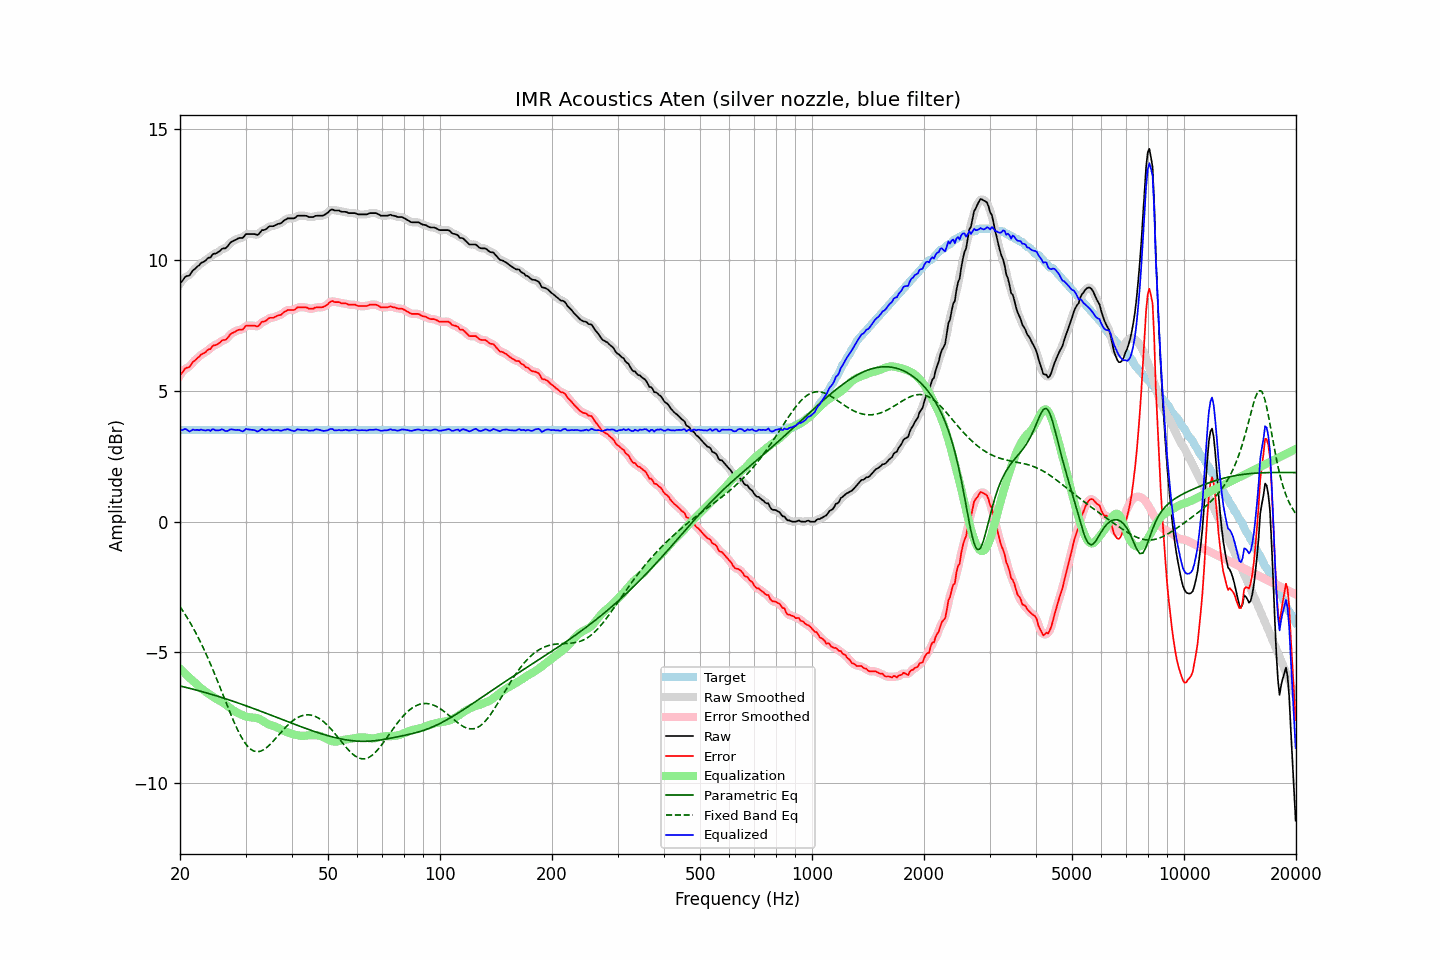 IMR Acoustics Aten (silver nozzle, blue filter)
15
10
5
0
−5
−10
Amplitude (dBr)
Target
Raw Smoothed
Error Smoothed
Raw
Error
Equalization
Parametric Eq
Fixed Band Eq
Equalized
20 50 100 200 500 1000 2000 5000 10000 20000
Frequency (Hz)